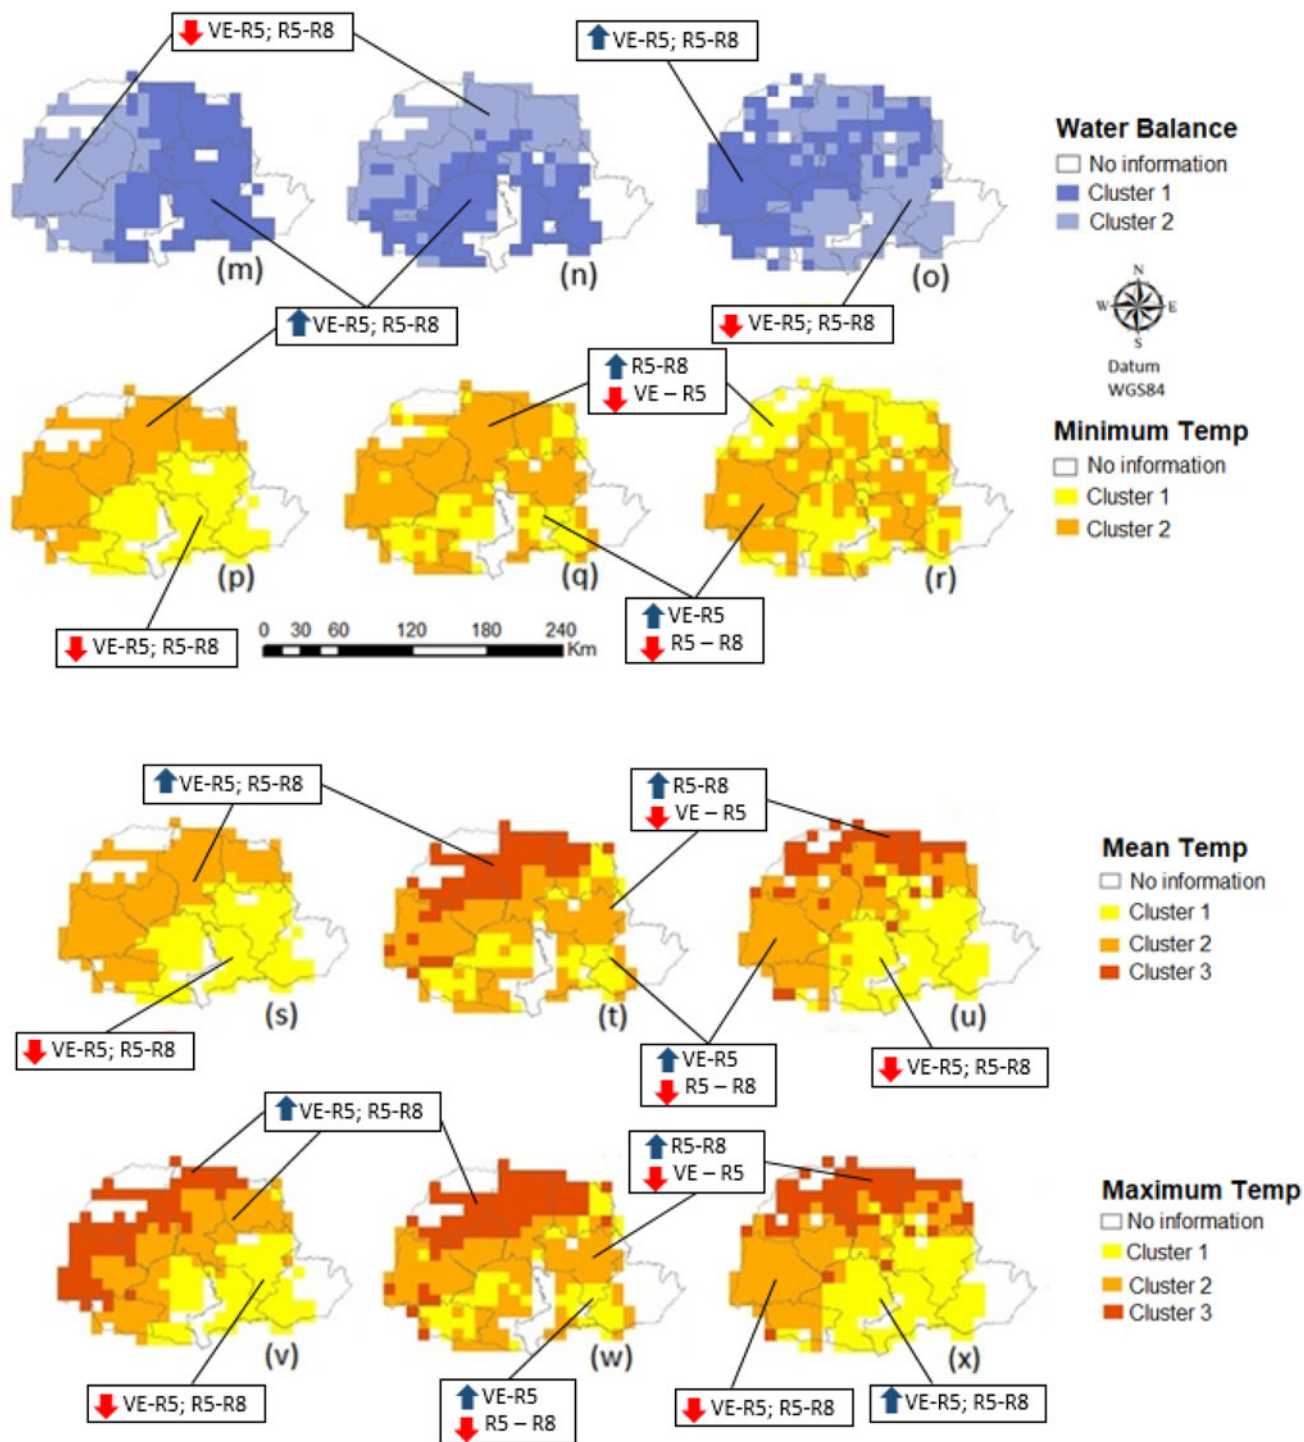 VE-R5; R5-R8
VE-R5; R5-R8
Water Balance
No information
Cluster 1
Cluster 2
(m)
(n)
(o)
N
W
E
S
Datum
WGS84
VE-R5; R5-R8
VE-R5; R5-R8
R5-R8
VE – R5
Minimum Temp
No information
Cluster 1
Cluster 2
(p)
(q)
(r)
VE-R5; R5-R8
0 30 60 120 180 240
Km
VE-R5
R5 – R8
VE-R5; R5-R8
R5-R8
VE – R5
Mean Temp
No information
Cluster 1
Cluster 2
Cluster 3
(s)
(t)
(u)
VE-R5; R5-R8
VE-R5
R5 – R8
VE-R5; R5-R8
VE-R5; R5-R8
R5-R8
VE – R5
Maximum Temp
No information
Cluster 1
Cluster 2
Cluster 3
(v)
(w)
(x)
VE-R5; R5-R8
VE-R5
R5 – R8
VE-R5; R5-R8
VE-R5; R5-R8